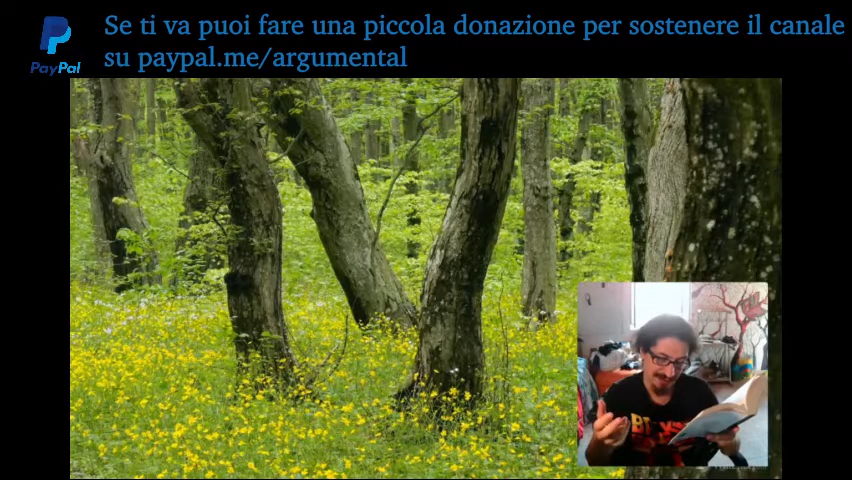 Se ti va puoi fare una piccola donazione per sostenere il canale
PayPal
su paypal.me/argumental